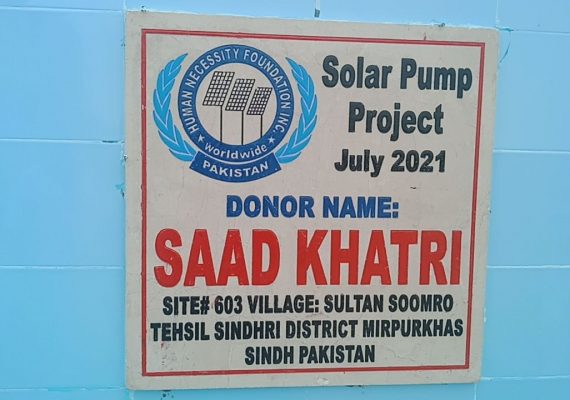 HUMAN NECESSITY FOUNDATION INC.
worldwide
PAKISTAN
Solar Pump
Project
July 2021
DONOR NAME:
SAAD KHATRI
SITE# 603 VILLAGE: SULTAN SOOMRO
TEHSIL SINDHRI DISTRICT MIRPURKHAS
SINDH PAKISTAN